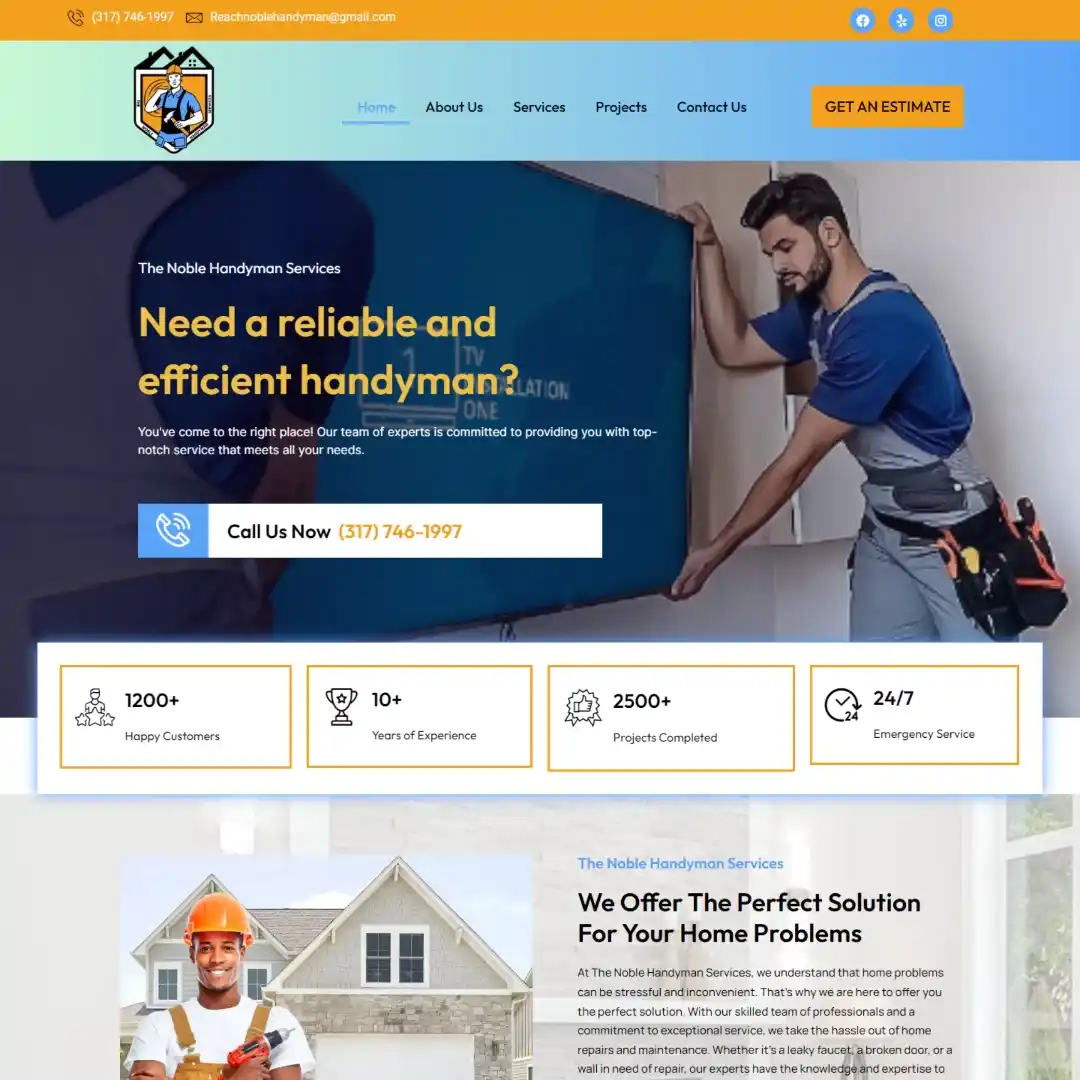 (317) 746-1997 Reachnoblehandyman@gmail.com
Home About Us Services Projects Contact Us GET AN ESTIMATE
The Noble Handyman Services
Need a reliable and
efficient handyman?
1 TV
INSTALLATION
ONE
You've come to the right place! Our team of experts is committed to providing you with top-
notch service that meets all your needs.
Call Us Now (317) 746-1997
1200+
Happy Customers
10+
Years of Experience
2500+
Projects Completed
24
24/7
Emergency Service
The Noble Handyman Services
We Offer The Perfect Solution
For Your Home Problems
At The Noble Handyman Services, we understand that home problems
can be stressful and inconvenient. That's why we are here to offer you
the perfect solution. With our skilled team of professionals and a
commitment to exceptional service, we take the hassle out of home
repairs and maintenance. Whether it's a leaky faucet, a broken door, or a
wall in need of repair, our experts have the knowledge and expertise to